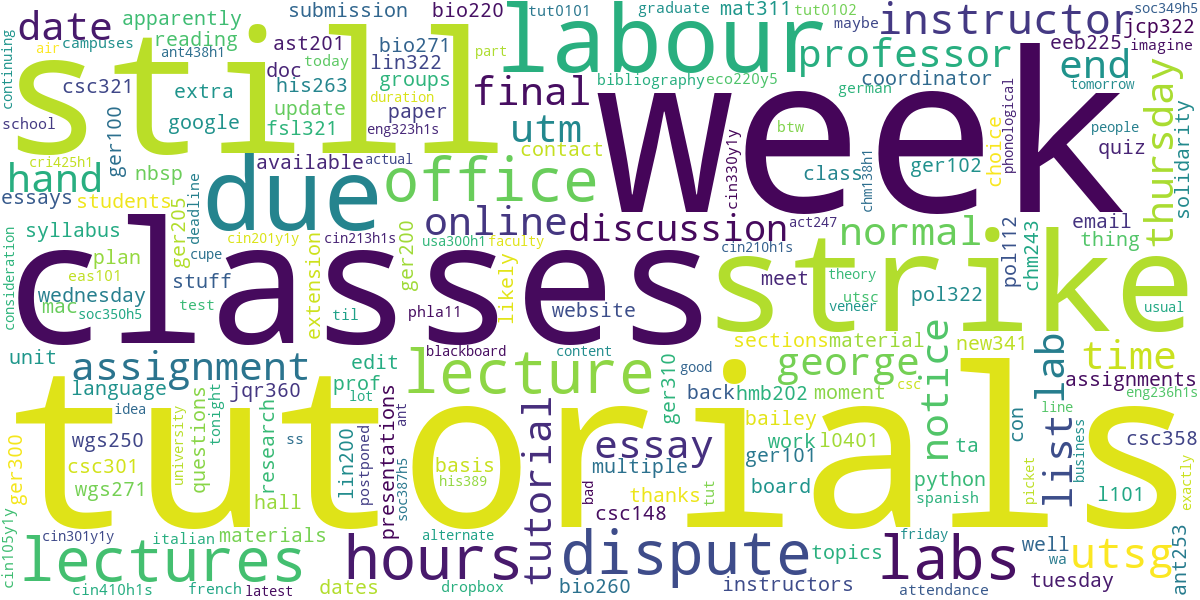 continuing
date
apparently
reading
air
campuses
ant438h1
still
csc321
school
extra
google
cri425h1
ger100
submission
ast201
doc
his263
update
fsl321
today
bio220
bio271
lin322
groups
duration
paper
eng323h1s
part
final
tut0101
labour
graduate
mat311
tut0102
instructor
maybe
professor
bibliography
eco220y5
german
coordinator
soc349h5
jcp322
eeb225
imagine
end
tomorrow
week
thursday
solidarity
hand
nbsp
essays
students
available
actual
due
deadline
ger205
office
utm
contact
cin330y1y
btw
class
chm138h1
ger102
choice
phonological
people
quiz
consideration
syllabus
plan
eas101
wednesday
mac
soc350h5
classes
cupe
stuff
test
cin201y1y
extension
cin213h1s
til
ger200
online
usa300h1
faculty
phla11
likely
discussion
website
cin210h1s
act247
meet
strike
normal
theory
utsc
veneer
pol322
pol112
chm243
email
thing
usual
unit
assignment
language
jqr360
idea
edit
prof
lot
blackboard
lecture
content
ger310
good
back
sections
material
george
hmb202
moment
csc
new341
notice
list
lab
time
assignments
line
eng236h1s
ger300
wgs250
csc301
wgs271
university
questions
tonight
ss
research
hall
lin200
postponed
presentations
ant
soc387h5
tutorials
basis
his389
tutorial
essay
multiple
bad
thanks
tut
csc148
bailey
work
l0401
ger101
board
ta
python
spanish
con
picket
business
csc358
l101
exactly
cin105y1y
cin301y1y
lectures
italian
materials
cin410h1s
french
latest
dates
hours
alternate
dropbox
dispute
bio260
instructors
topics
labs
friday
attendance
well
wa
tuesday
utsg
ant253